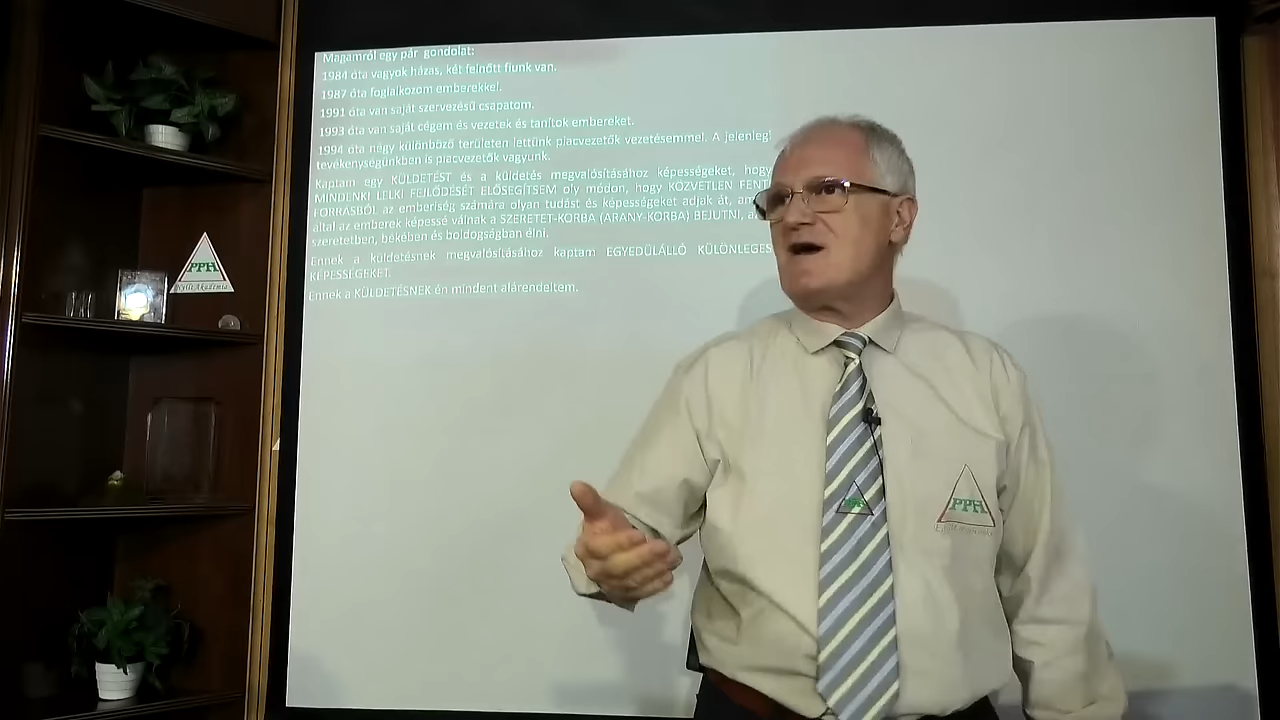 Magamról egy pár gondolat:
1984 óta vagyok házas, két felnőtt fiunk van.
1987 óta foglalkozom emberekkel.
1991 óta van saját szervezésű csapatom.
1993 óta van saját cégem és vezetek és tanítok embereket.
1994 óta négy különböző területen lettünk piacvezetők vezetésemmel. A jelenlegi
tevékenységünkben is piacvezetők vagyunk.
Kaptam egy KÜLDETÉST és a küldetés megvalósításához képességeket, hogy
MINDENKI LELKI FEJLŐDÉSÉT ELŐSEGÍTSEM oly módon, hogy KÖZVETLEN FENTI
FORRÁSBÓL az emberiség számára olyan tudást és képességeket adjak át,
által az emberek képessé válnak a SZERETET-KORBA (ARANY-KORBA) BEJUTNI,
szeretetben, békében és boldogságban élni.
Ennek a küldetésnek megvalósításához kaptam EGYEDÜLÁLLÓ KÜLÖNLEGES
KÉPESSÉGEKET.
Ennek a KÜLDETÉSNEK én mindent alárendeltem.
PPH
Nyílt Akadémia
PPH
PPH